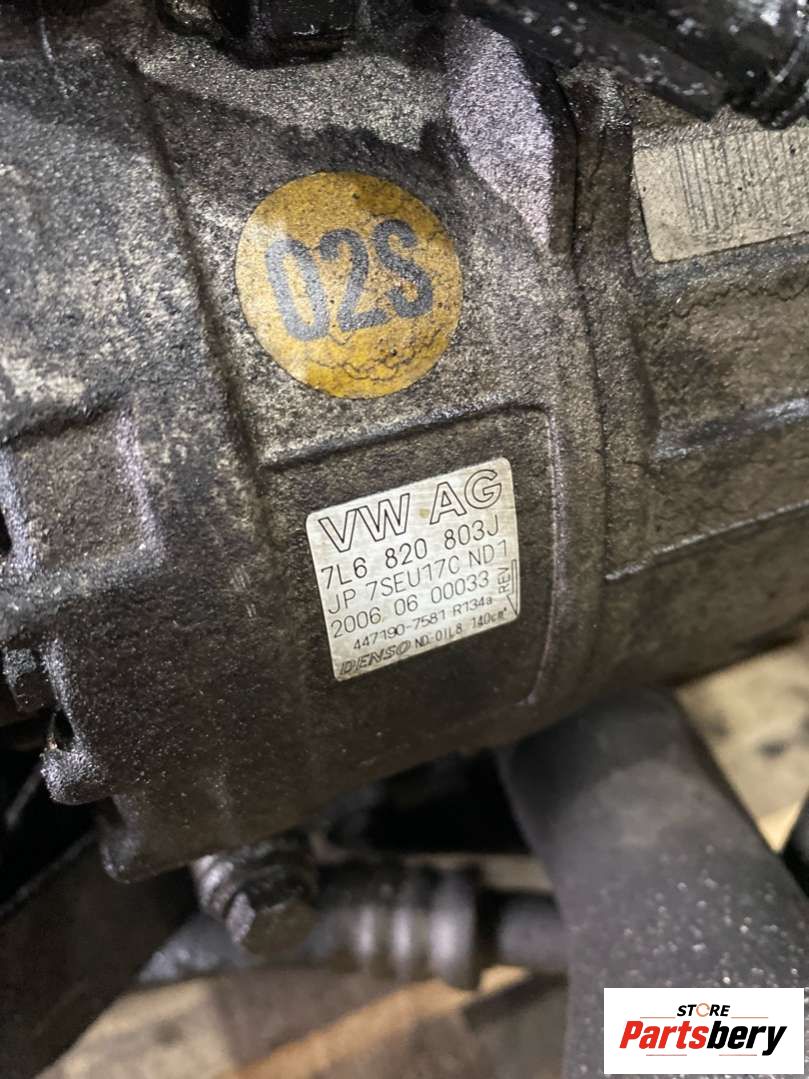 02S
VW AG
7L6 820 803J
JP 7SEU17C ND1
2006 06 00033 REV
447190-7581 R134a
DENSO ND-OIL8 140cm³
STORE
Partsbery